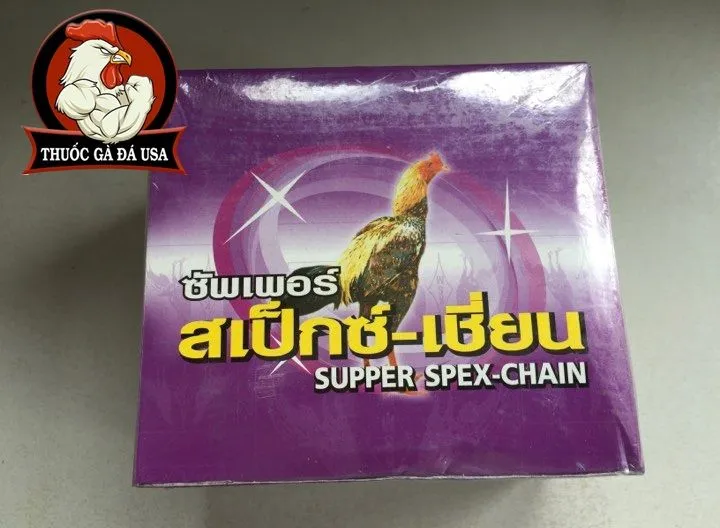 THUỐC GÀ ĐÁ USA
ซัพเพอร์
สเป็กซ์-เชี่ยน
SUPPER SPEX-CHAIN